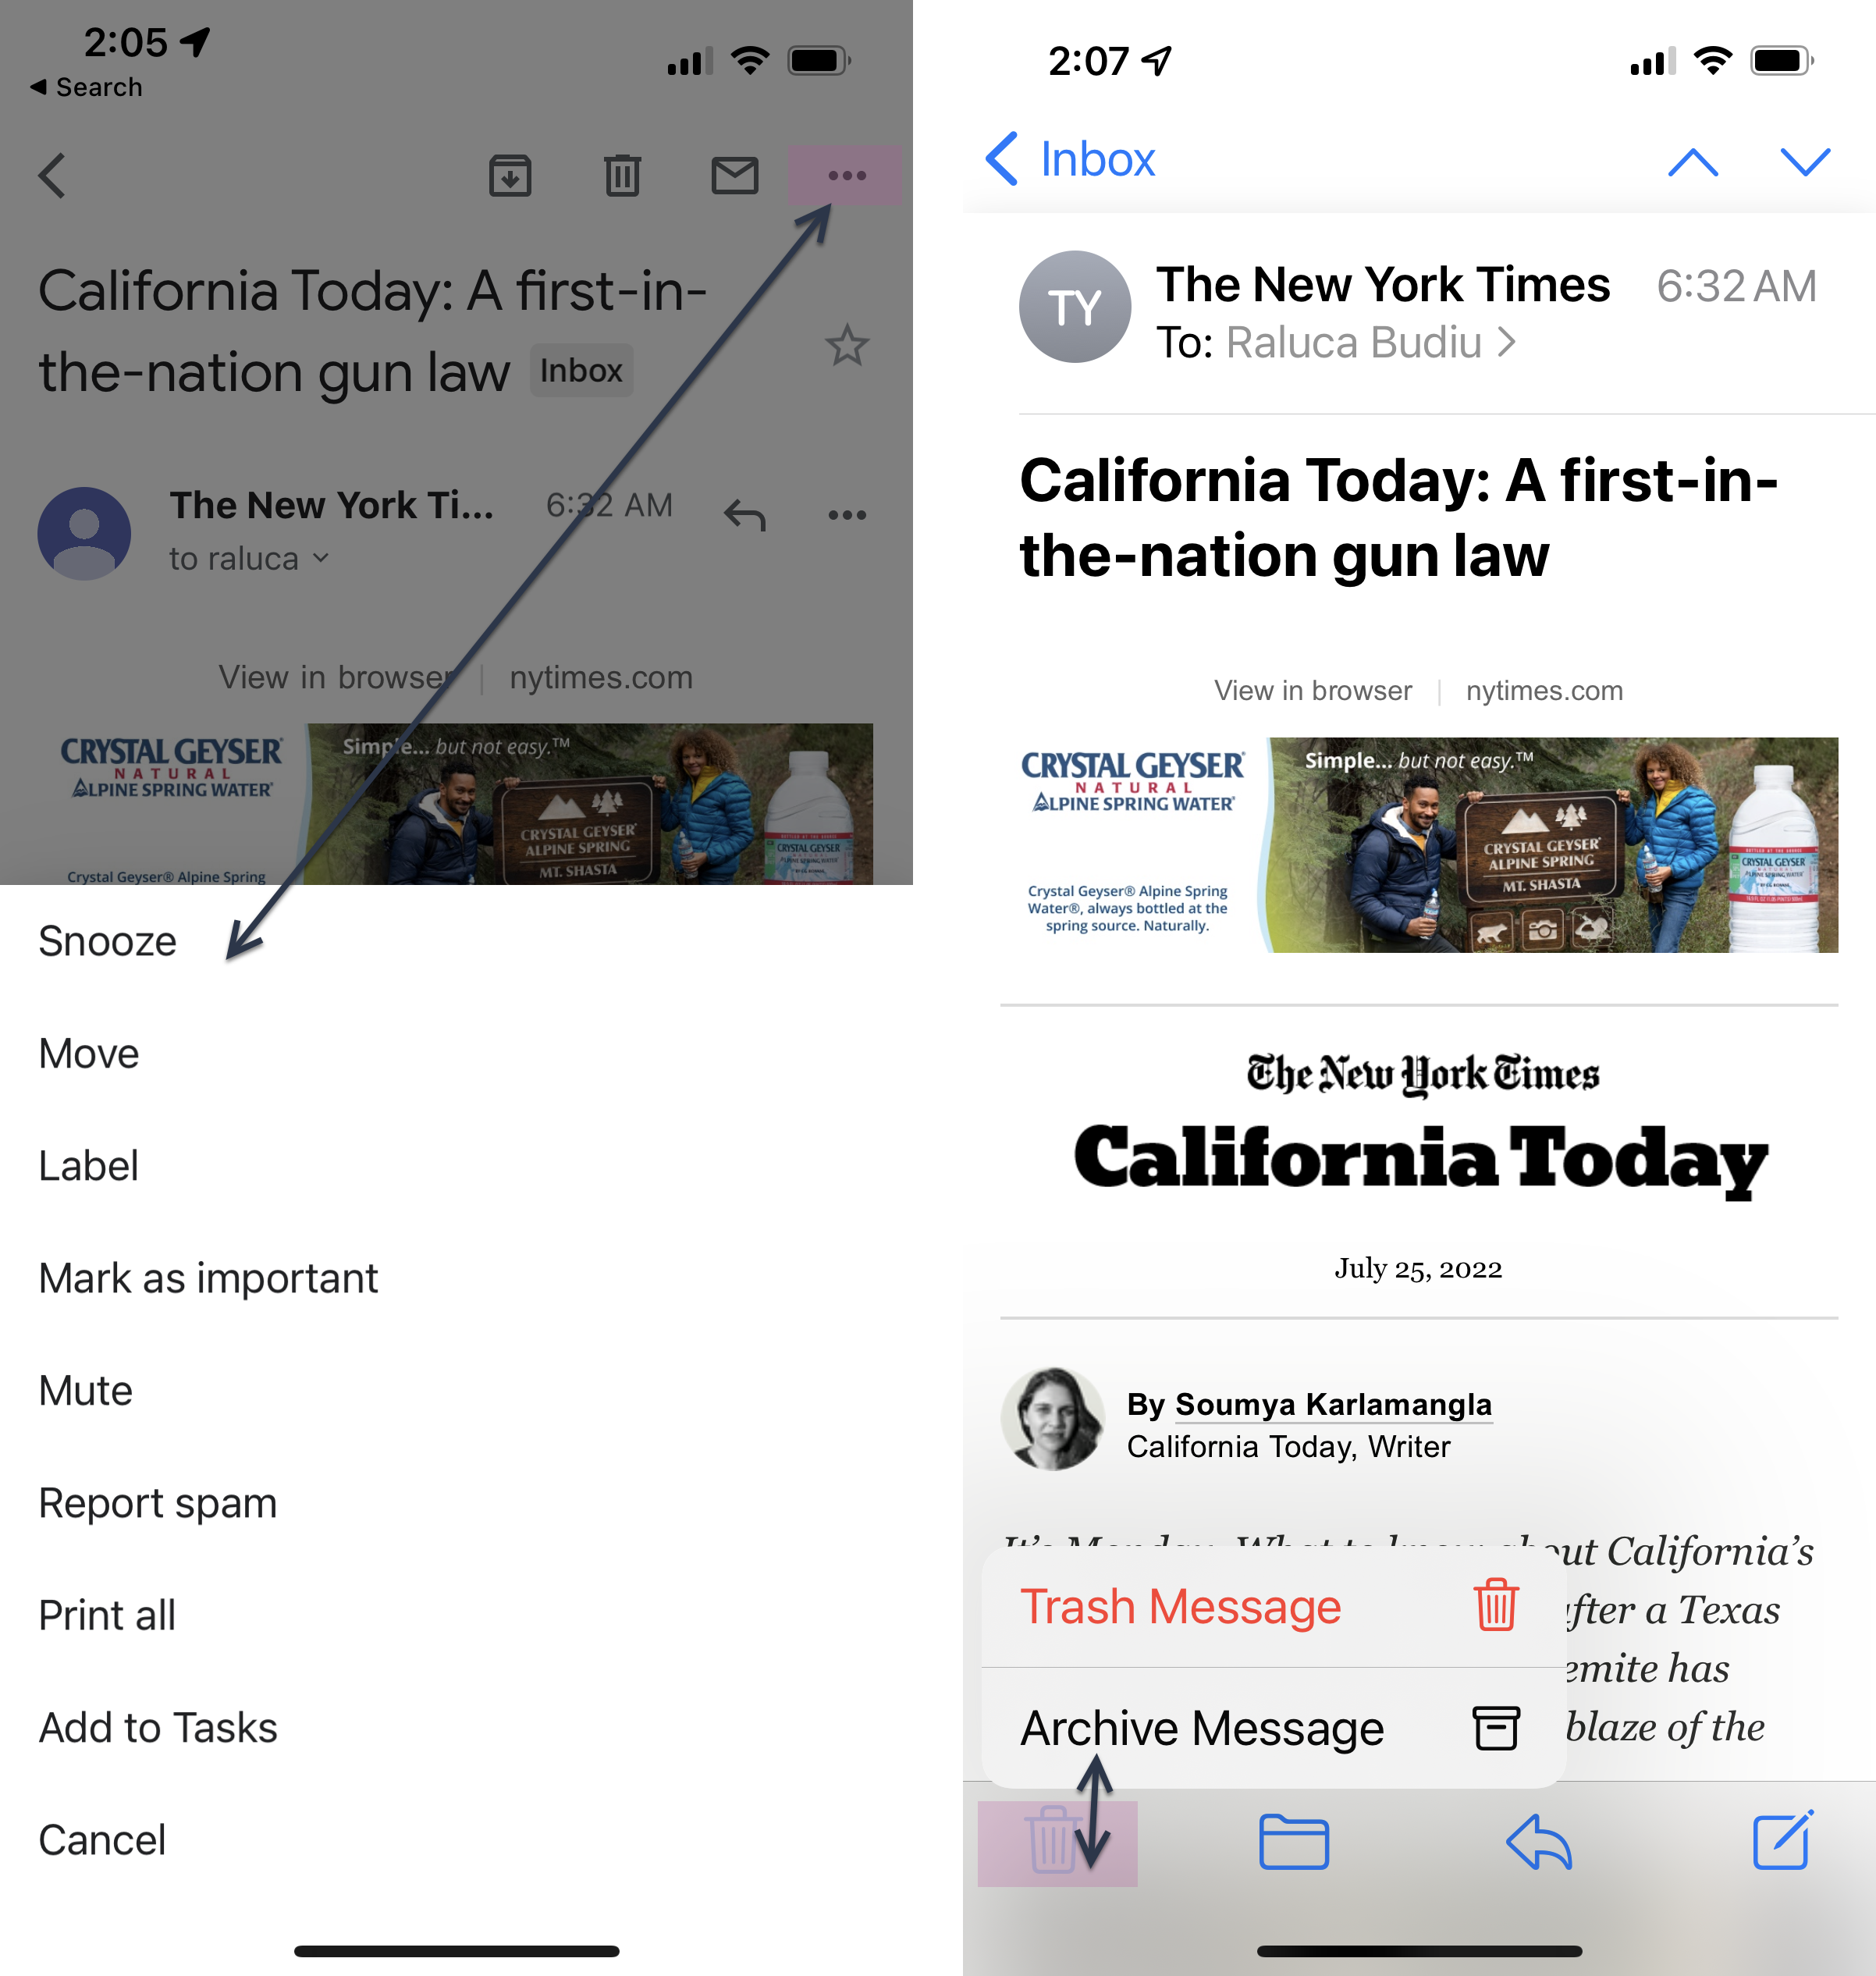 2:05
Search
California Today: A first-in-
the-nation gun law Inbox
The New York Ti... 6:32 AM
to raluca
View in browser | nytimes.com
CRYSTAL GEYSER®
NATURAL
ALPINE SPRING WATER®
Simple... but not easy.™
CRYSTAL GEYSER®
ALPINE SPRING
MT. SHASTA
CRYSTAL GEYSER
Crystal Geyser® Alpine Spring
Snooze
Move
Label
Mark as important
Mute
Report spam
Print all
Add to Tasks
Cancel
2:07
Inbox
TY
The New York Times 6:32 AM
To: Raluca Budiu
California Today: A first-in-
the-nation gun law
View in browser | nytimes.com
CRYSTAL GEYSER®
NATURAL
ALPINE SPRING WATER®
Crystal Geyser® Alpine Spring
Water®, always bottled at the
spring source. Naturally.
Simple... but not easy.™
CRYSTAL GEYSER®
ALPINE SPRING
MT. SHASTA
CRYSTAL GEYSER
The New York Times
California Today
July 25, 2022
By Soumya Karlamangla
California Today, Writer
It's Monday. What to know about California's
after a Texas
emite has
blaze of the
Trash Message
Archive Message